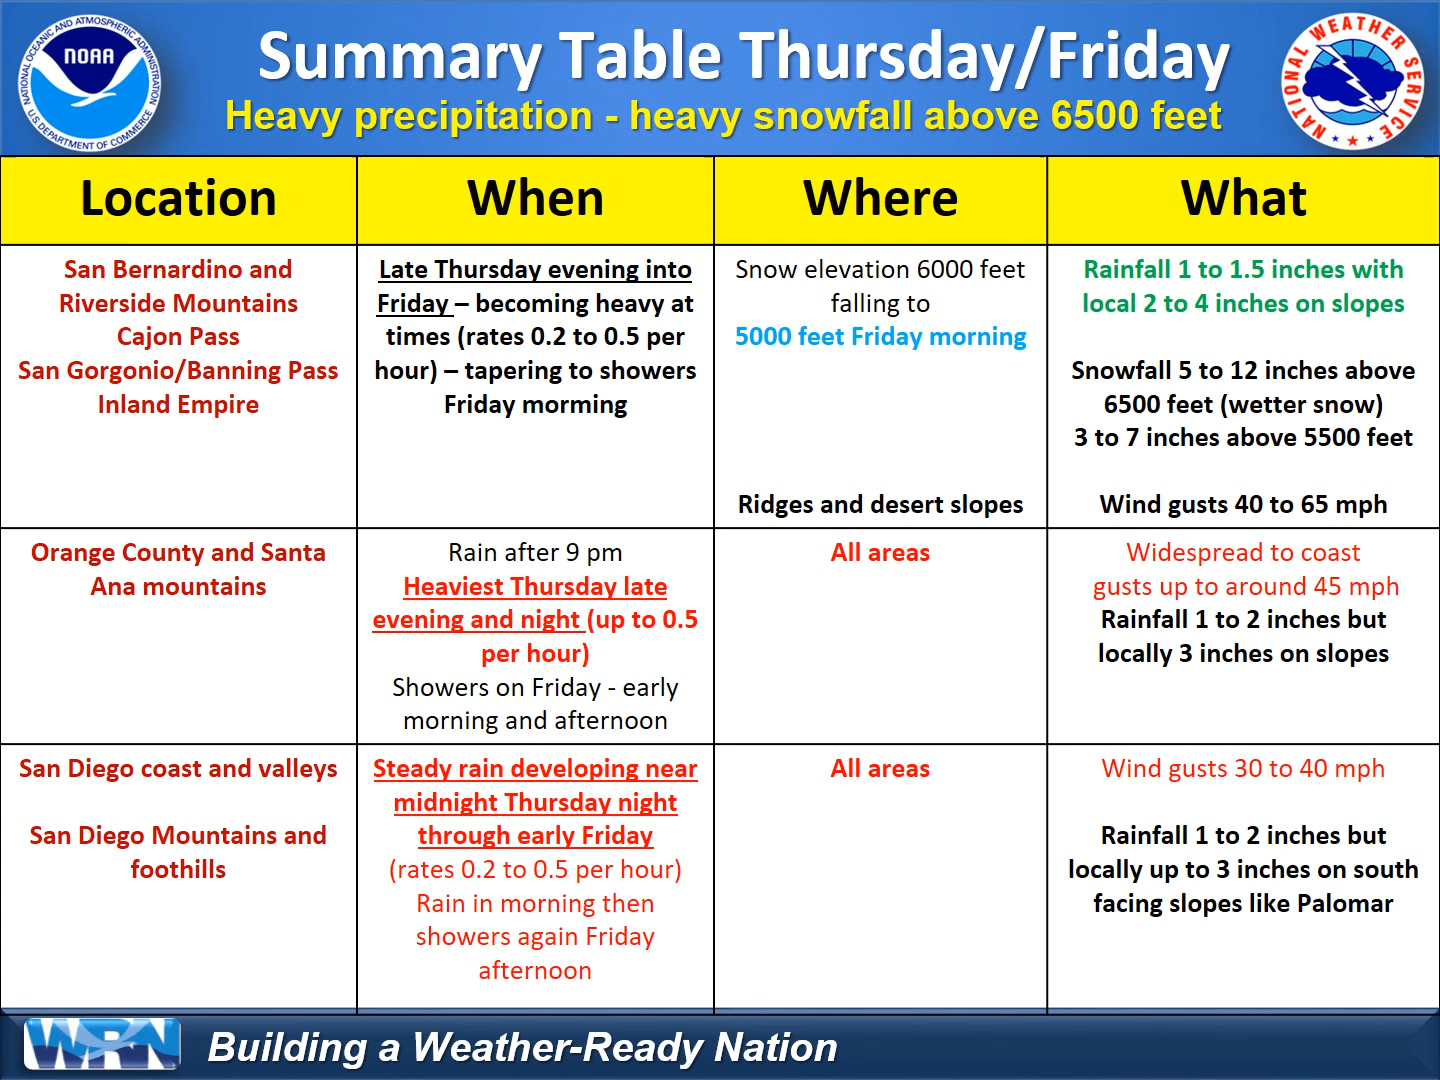 NATIONAL OCEANIC AND ATMOSPHERIC ADMINISTRATION
NOAA
U.S. DEPARTMENT OF COMMERCE
Summary Table Thursday/Friday
Heavy precipitation - heavy snowfall above 6500 feet
NATIONAL WEATHER SERVICE
Location
When
Where
What
San Bernardino and
Riverside Mountains
Cajon Pass
San Gorgonio/Banning Pass
Inland Empire
Late Thursday evening into
Friday – becoming heavy at
times (rates 0.2 to 0.5 per
hour) – tapering to showers
Friday morming
Snow elevation 6000 feet
falling to
5000 feet Friday morning
Ridges and desert slopes
Rainfall 1 to 1.5 inches with
local 2 to 4 inches on slopes
Snowfall 5 to 12 inches above
6500 feet (wetter snow)
3 to 7 inches above 5500 feet
Wind gusts 40 to 65 mph
Orange County and Santa
Ana mountains
Rain after 9 pm
Heaviest Thursday late
evening and night (up to 0.5
per hour)
Showers on Friday - early
morning and afternoon
All areas
Widespread to coast
gusts up to around 45 mph
Rainfall 1 to 2 inches but
locally 3 inches on slopes
San Diego coast and valleys
San Diego Mountains and
foothills
Steady rain developing near
midnight Thursday night
through early Friday
(rates 0.2 to 0.5 per hour)
Rain in morning then
showers again Friday
afternoon
All areas
Wind gusts 30 to 40 mph
Rainfall 1 to 2 inches but
locally up to 3 inches on south
facing slopes like Palomar
WRN
Building a Weather-Ready Nation